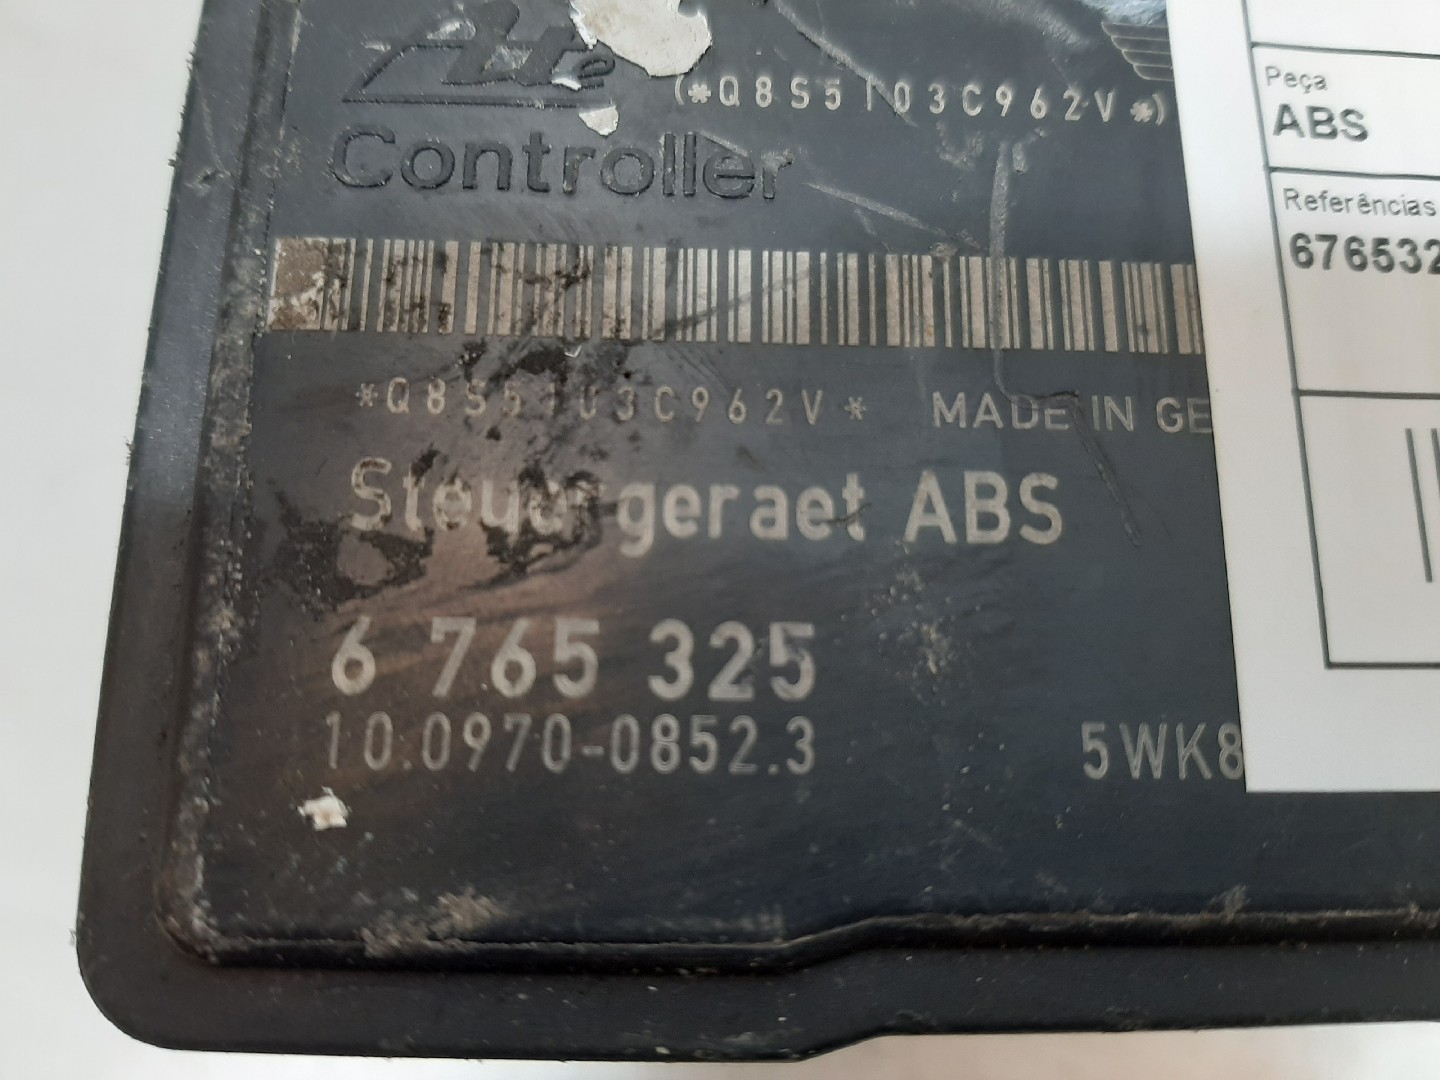 Ate
(*Q8S5103C962V*)
Controller
*Q8S5103C962V* MADE IN GE
Steuergeraet ABS
6 765 325
10.0970-0852.3 5WK8
Peça
ABS
Referências
676532